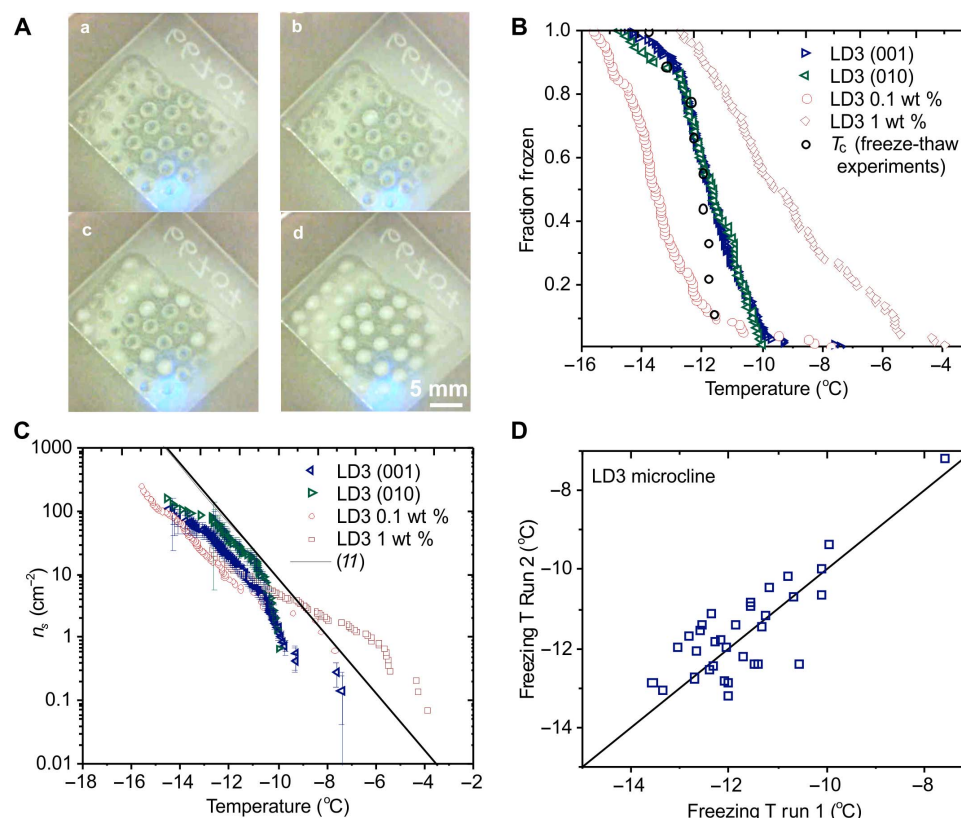 A
a
b
c
d
5 mm
B
Fraction frozen
1.0
0.8
0.6
0.4
0.2
LD3 (001)
LD3 (010)
LD3 0.1 wt %
LD3 1 wt %
Tc (freeze-thaw
experiments)
−16 −14 −12 −10 −8 −6 −4
Temperature (°C)
C
ns (cm−2)
1000
100
10
1
0.1
0.01
LD3 (001)
LD3 (010)
LD3 0.1 wt %
LD3 1 wt %
(11)
−16 −14 −12 −10 −8 −6 −4 −2
Temperature (°C)
D
LD3 microcline
Freezing T Run 2 (°C)
−8
−10
−12
−14
−14 −12 −10 −8
Freezing T run 1 (°C)